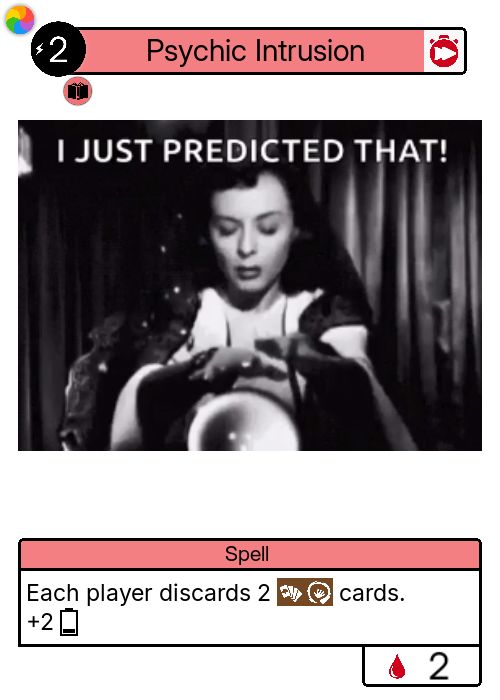 2
Psychic Intrusion
I JUST PREDICTED THAT!
Spell
Each player discards 2 cards.
+2
2